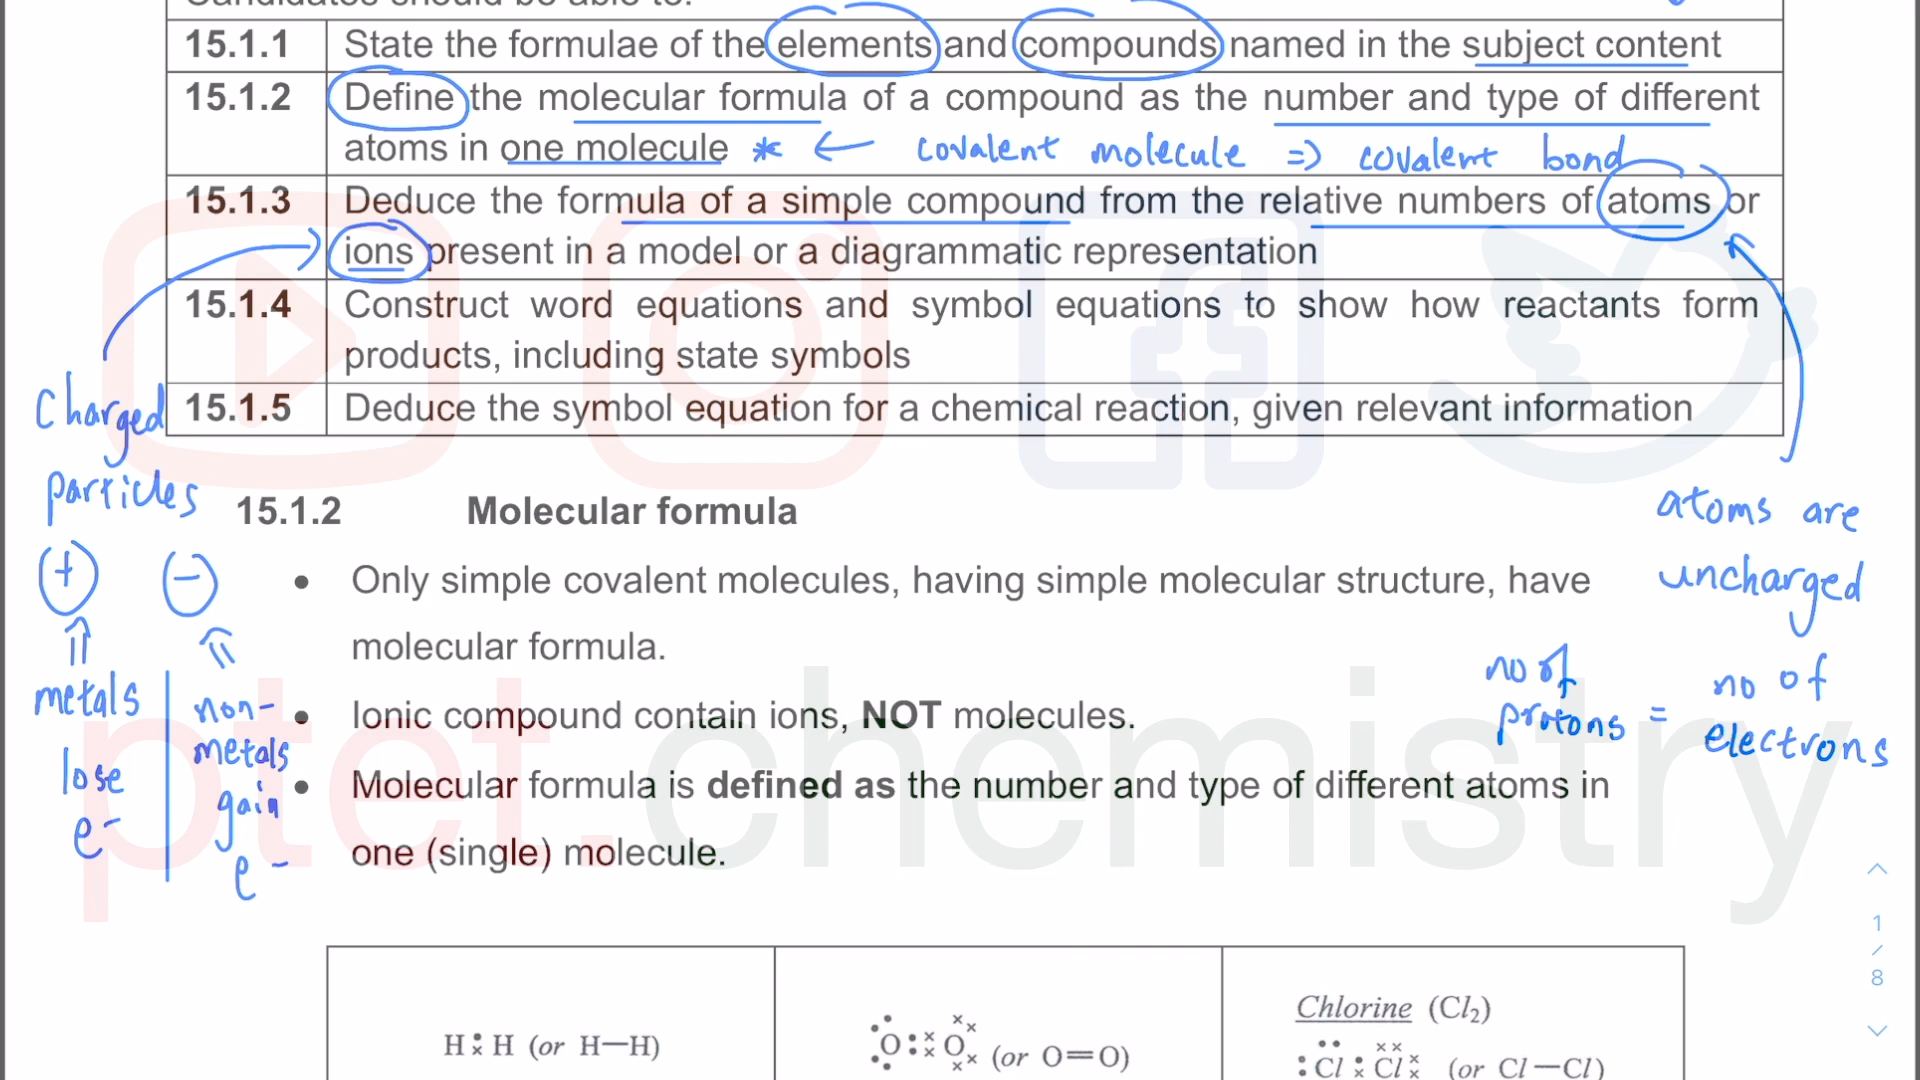 Candidates should be able to:
15.1.1 State the formulae of the elements and compounds named in the subject content
15.1.2 Define the molecular formula of a compound as the number and type of different
atoms in one molecule * ← covalent molecule ⇒ covalent bond
15.1.3 Deduce the formula of a simple compound from the relative numbers of atoms or
ions present in a model or a diagrammatic representation
15.1.4 Construct word equations and symbol equations to show how reactants form
products, including state symbols
15.1.5 Deduce the symbol equation for a chemical reaction, given relevant information
charged
particles
+ −
metals
lose
e-
non-
metals
gain
e-
atoms are
uncharged
no of
protons = no of
electrons
15.1.2 Molecular formula
• Only simple covalent molecules, having simple molecular structure, have
molecular formula.
• Ionic compound contain ions, NOT molecules.
• Molecular formula is defined as the number and type of different atoms in
one (single) molecule.
ptet.chemistry
H H (or H—H)
O O (or O=O)
Chlorine (Cl₂)
Cl Cl (or Cl—Cl)
1
/
8